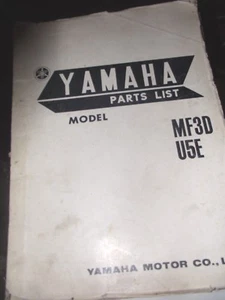 YAMAHA
PARTS LIST
MODEL
MF3D
U5E
YAMAHA MOTOR CO., L